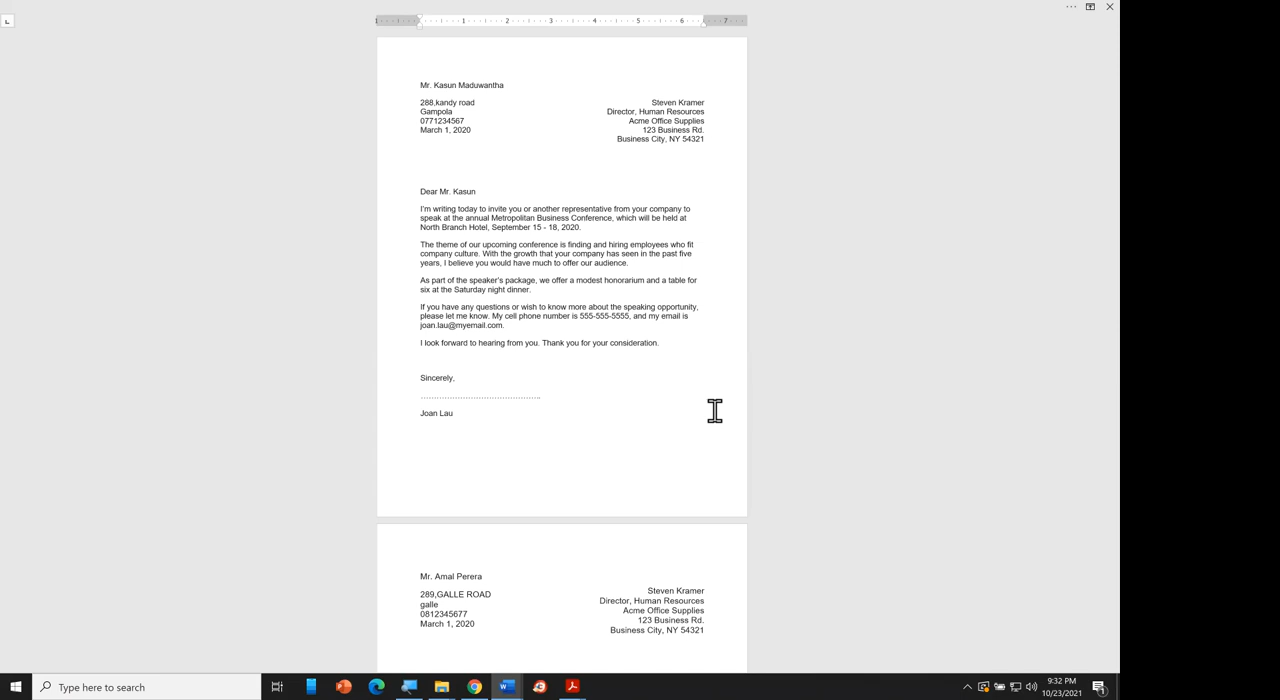 1 1 2 3 4 5 6 7
Mr. Kasun Maduwantha
288,kandy road
Gampola
0771234567
March 1, 2020
Steven Kramer
Director, Human Resources
Acme Office Supplies
123 Business Rd.
Business City, NY 54321
Dear Mr. Kasun
I'm writing today to invite you or another representative from your company to
speak at the annual Metropolitan Business Conference, which will be held at
North Branch Hotel, September 15 - 18, 2020.
The theme of our upcoming conference is finding and hiring employees who fit
company culture. With the growth that your company has seen in the past five
years, I believe you would have much to offer our audience.
As part of the speaker's package, we offer a modest honorarium and a table for
six at the Saturday night dinner.
If you have any questions or wish to know more about the speaking opportunity,
please let me know. My cell phone number is 555-555-5555, and my email is
joan.lau@myemail.com.
I look forward to hearing from you. Thank you for your consideration.
Sincerely,
……………………………………..
Joan Lau
Mr. Amal Perera
289,GALLE ROAD
galle
0812345677
March 1, 2020
Steven Kramer
Director, Human Resources
Acme Office Supplies
123 Business Rd.
Business City, NY 54321
Type here to search
9:32 PM
10/23/2021